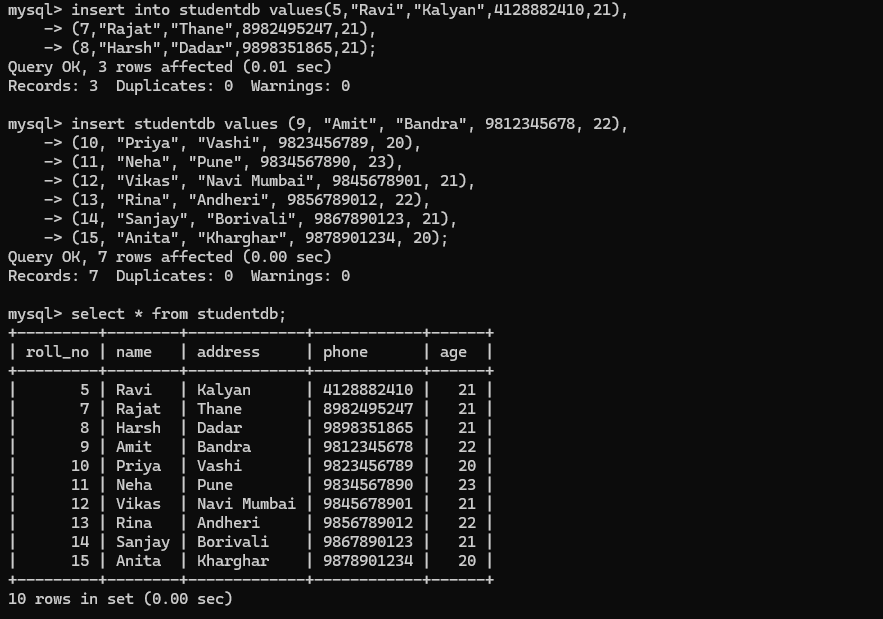 mysql> insert into studentdb values(5,"Ravi","Kalyan",4128882410,21),
    -> (7,"Rajat","Thane",8982495247,21),
    -> (8,"Harsh","Dadar",9898351865,21);
Query OK, 3 rows affected (0.01 sec)
Records: 3  Duplicates: 0  Warnings: 0

mysql> insert studentdb values (9, "Amit", "Bandra", 9812345678, 22),
    -> (10, "Priya", "Vashi", 9823456789, 20),
    -> (11, "Neha", "Pune", 9834567890, 23),
    -> (12, "Vikas", "Navi Mumbai", 9845678901, 21),
    -> (13, "Rina", "Andheri", 9856789012, 22),
    -> (14, "Sanjay", "Borivali", 9867890123, 21),
    -> (15, "Anita", "Kharghar", 9878901234, 20);
Query OK, 7 rows affected (0.00 sec)
Records: 7  Duplicates: 0  Warnings: 0

mysql> select * from studentdb;
+---------+--------+-------------+------------+------+
| roll_no | name   | address     | phone      | age  |
+---------+--------+-------------+------------+------+
|       5 | Ravi   | Kalyan      | 4128882410 |   21 |
|       7 | Rajat  | Thane       | 8982495247 |   21 |
|       8 | Harsh  | Dadar       | 9898351865 |   21 |
|       9 | Amit   | Bandra      | 9812345678 |   22 |
|      10 | Priya  | Vashi       | 9823456789 |   20 |
|      11 | Neha   | Pune        | 9834567890 |   23 |
|      12 | Vikas  | Navi Mumbai | 9845678901 |   21 |
|      13 | Rina   | Andheri     | 9856789012 |   22 |
|      14 | Sanjay | Borivali    | 9867890123 |   21 |
|      15 | Anita  | Kharghar    | 9878901234 |   20 |
+---------+--------+-------------+------------+------+
10 rows in set (0.00 sec)